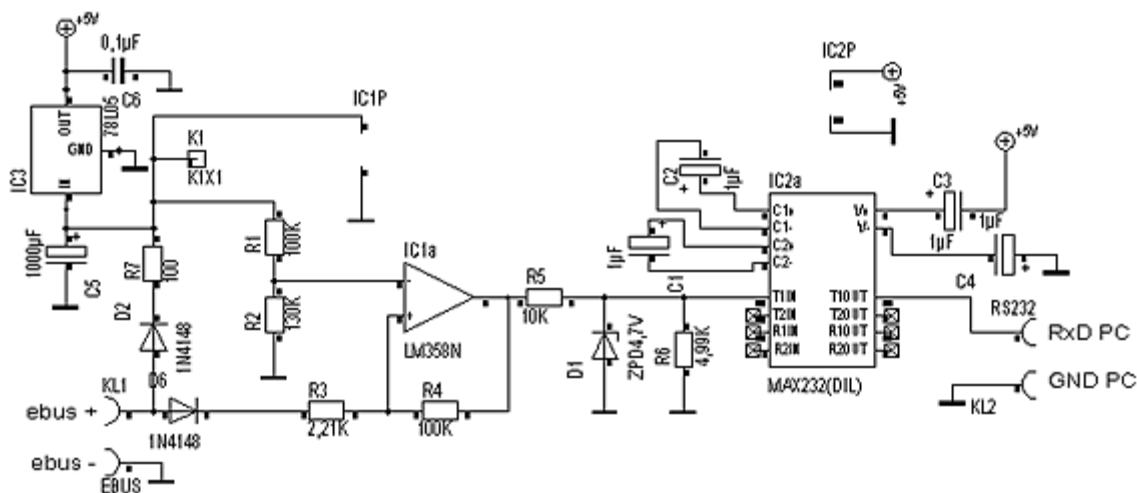 +5V
0,1µF
C6
IC3
OUT
GND
78L05
1000µF
C5
K1
K1X1
IC1P
R7
100
D2
1N4148
D6
KL1
ebus +
1N4148
ebus -
EBUS
R1
100K
R2
130K
IC1a
-
+
LM358N
R3
2,21K
R4
100K
R5
10K
D1
ZPD4,7V
R6
4,99K
C2
1µF
+
1µF
+
C1
IC2P
+5V
IC2a
C1+
C1-
C2+
C2-
T1IN
T2IN
R1IN
R2IN
V+
V-
T1OUT
T2OUT
R1OUT
R2OUT
MAX232(DIL)
+5V
C3
+
1µF
1µF
+
C4
RS232
RxD PC
GND PC
KL2